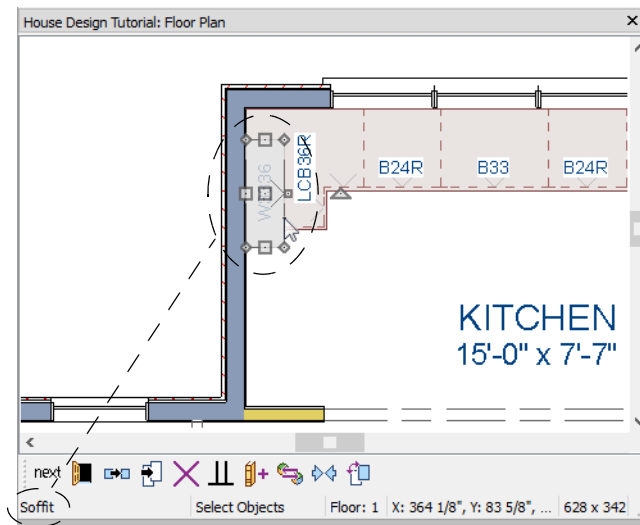 House Design Tutorial: Floor Plan
LCB36R
B24R
B33
B24R
KITCHEN
15'-0" x 7'-7"
next
Soffit
Select Objects
Floor: 1
X: 364 1/8", Y: 83 5/8", ...
628 x 342